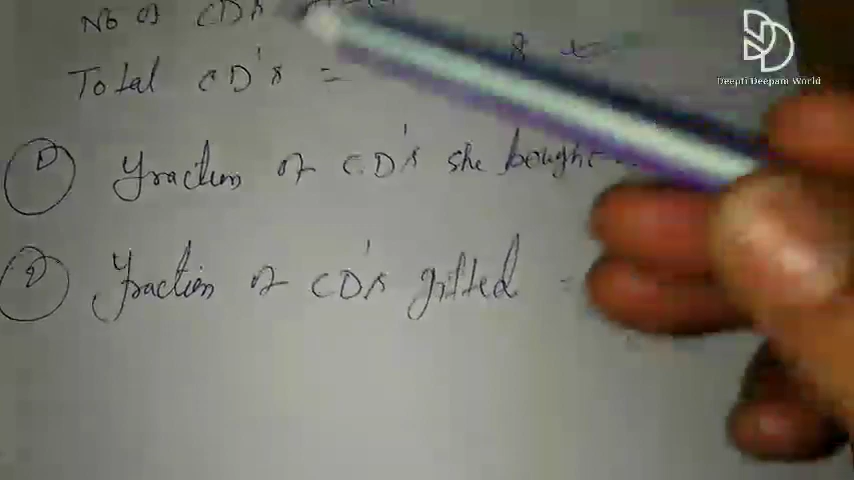 No of CD's
Total CD's =
① fraction of CD's she bought
② fraction of CD's gifted =
Deepti Deepam World